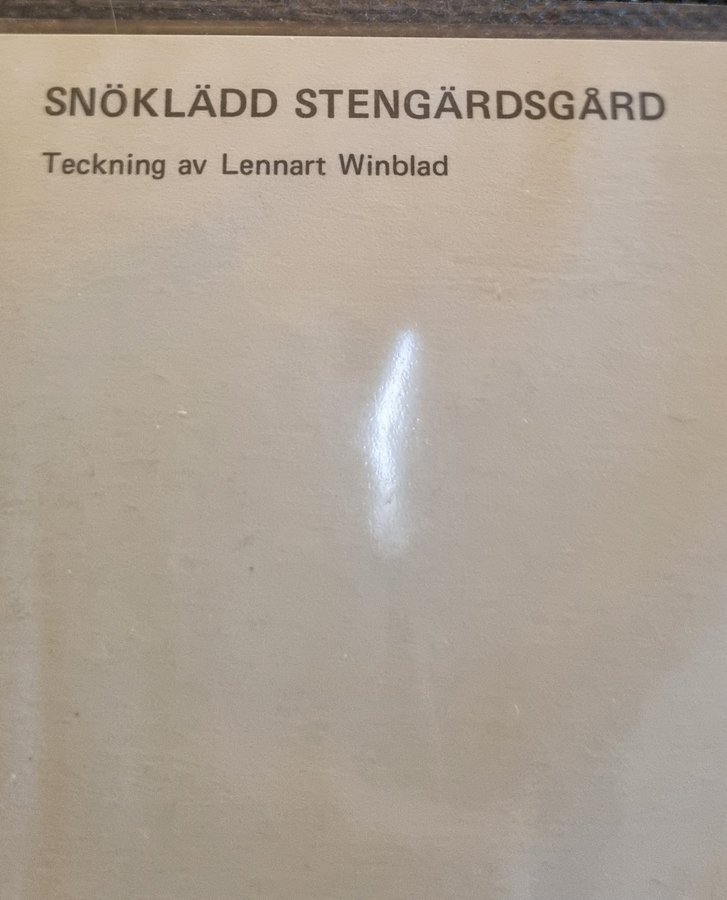 SNÖKLÄDD STENGÄRDSGÅRD
Teckning av Lennart Winblad